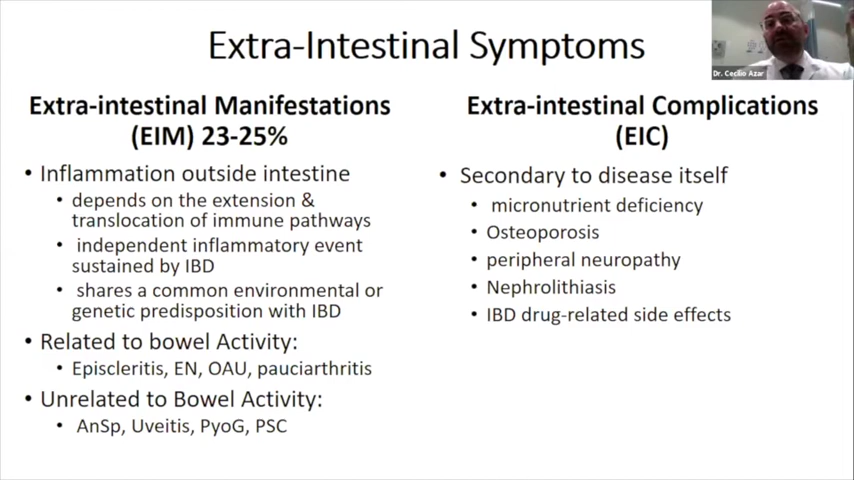 Extra-Intestinal Symptoms
Dr. Cecilio Azar
Extra-intestinal Manifestations
(EIM) 23-25%
• Inflammation outside intestine
• depends on the extension &
translocation of immune pathways
• independent inflammatory event
sustained by IBD
• shares a common environmental or
genetic predisposition with IBD
• Related to bowel Activity:
• Episcleritis, EN, OAU, pauciarthritis
• Unrelated to Bowel Activity:
• AnSp, Uveitis, PyoG, PSC
Extra-intestinal Complications
(EIC)
• Secondary to disease itself
• micronutrient deficiency
• Osteoporosis
• peripheral neuropathy
• Nephrolithiasis
• IBD drug-related side effects